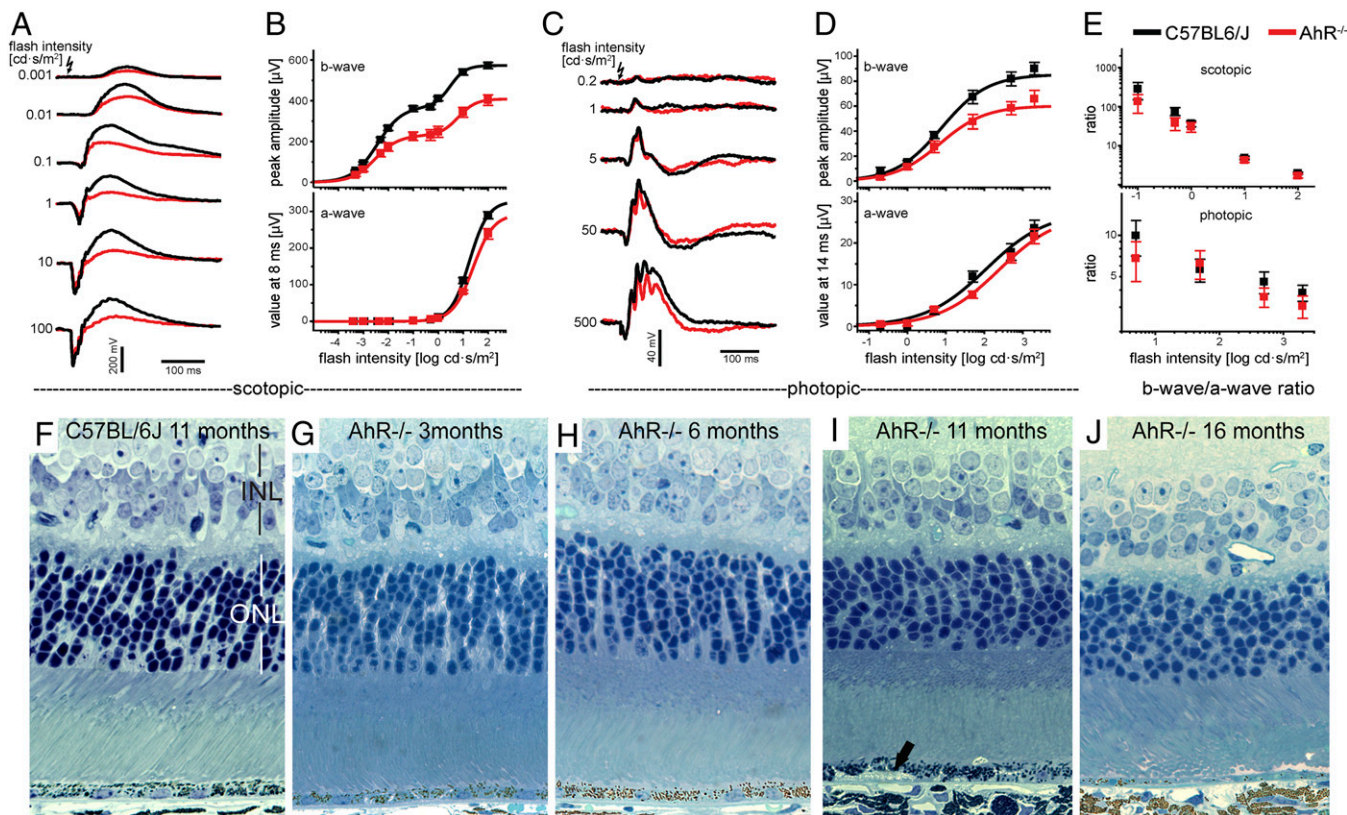 A
flash intensity
[cd·s/m²]
0.001
0.01
0.1
1
10
100
200 mV
100 ms
B
b-wave
peak amplitude [µV]
600
400
200
0
a-wave
value at 8 ms [µV]
300
200
100
0
-4 -3 -2 -1 0 1 2
flash intensity [log cd·s/m²]
C
flash intensity
[cd·s/m²]
0.2
1
5
50
500
40 mV
100 ms
D
b-wave
peak amplitude [µV]
100
80
60
40
20
0
a-wave
value at 14 ms [µV]
30
20
10
0
-1 0 1 2 3
flash intensity [log cd·s/m²]
E
C57BL6/J AhR-/-
scotopic
ratio
1000
100
10
-1 0 1 2
photopic
ratio
10
5
1 2 3
flash intensity [log cd·s/m²]
scotopic
photopic
b-wave/a-wave ratio
F
C57BL/6J 11 months
INL
ONL
G
AhR-/- 3months
H
AhR-/- 6 months
I
AhR-/- 11 months
J
AhR-/- 16 months